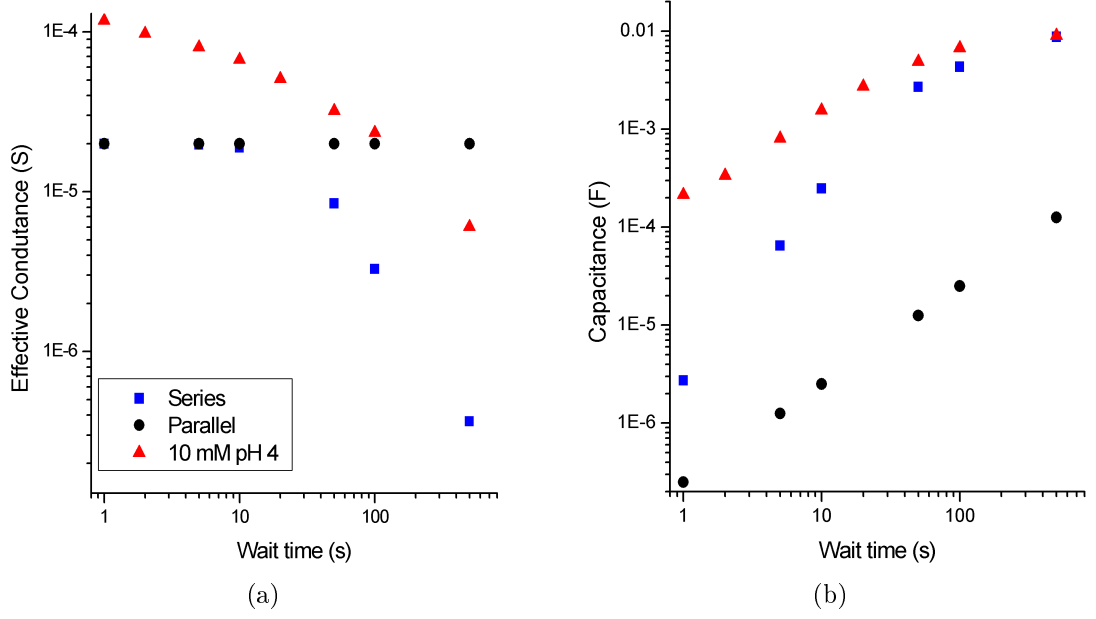 1E-4
1E-5
1E-6
Effective Condutance (S)
Series
Parallel
10 mM pH 4
1
10
100
Wait time (s)
(a)
0.01
1E-3
1E-4
1E-5
1E-6
Capacitance (F)
1
10
100
Wait time (s)
(b)